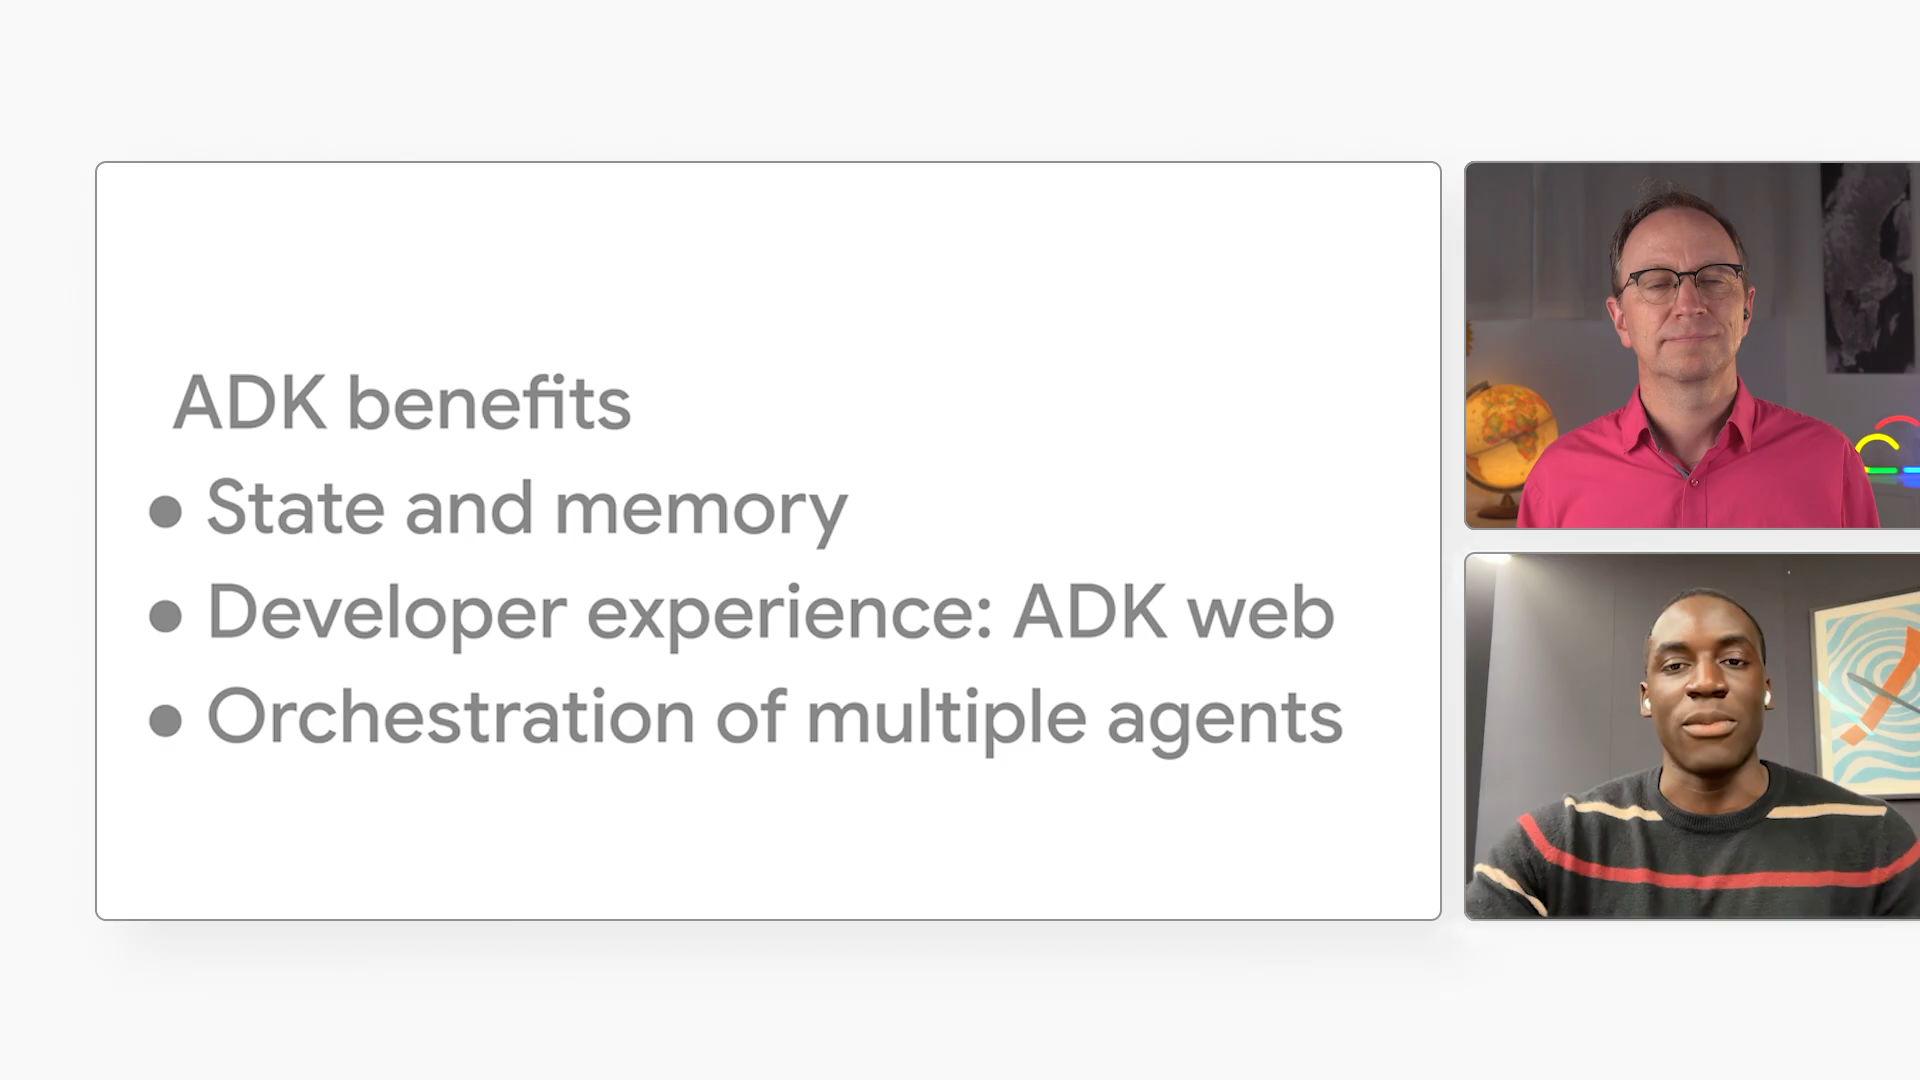 ADK benefits
● State and memory
● Developer experience: ADK web
● Orchestration of multiple agents